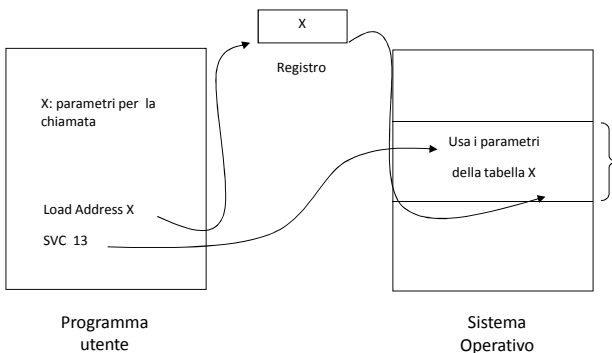 X
Registro
X: parametri per la
chiamata
Load Address X
SVC 13
Usa i parametri
della tabella X
Programma
utente
Sistema
Operativo